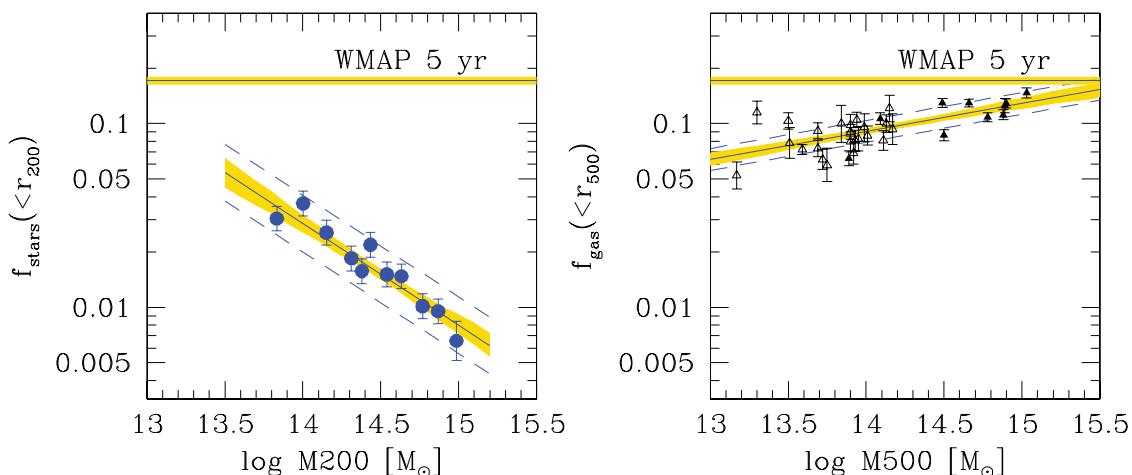 WMAP 5 yr
0.1
0.05
0.01
0.005
f_stars(<r_200)
13 13.5 14 14.5 15 15.5
log M200 [M_⊙]
WMAP 5 yr
0.1
0.05
0.01
0.005
f_gas(<r_500)
13 13.5 14 14.5 15 15.5
log M500 [M_⊙]